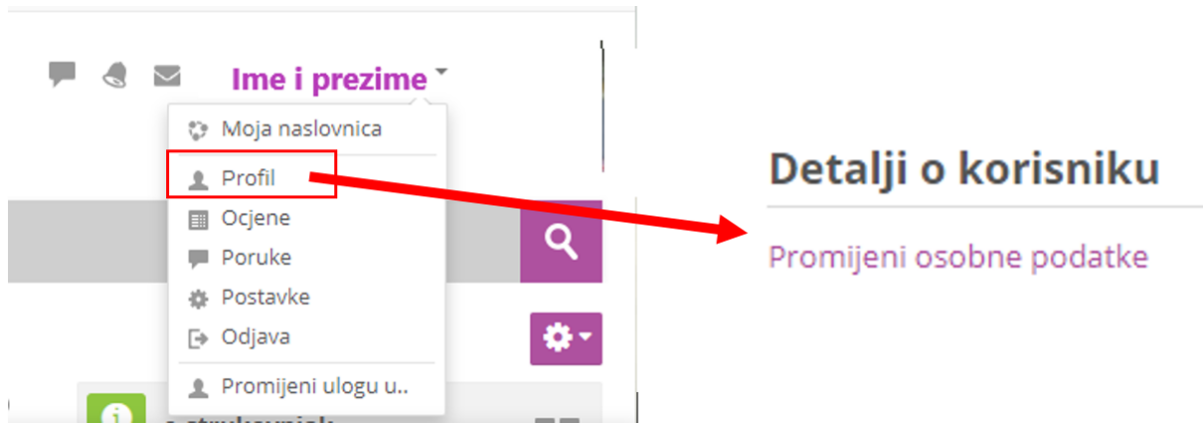 Ime i prezime
Moja naslovnica
Profil
Ocjene
Poruke
Postavke
Odjava
Promijeni ulogu u..
Detalji o korisniku
Promijeni osobne podatke